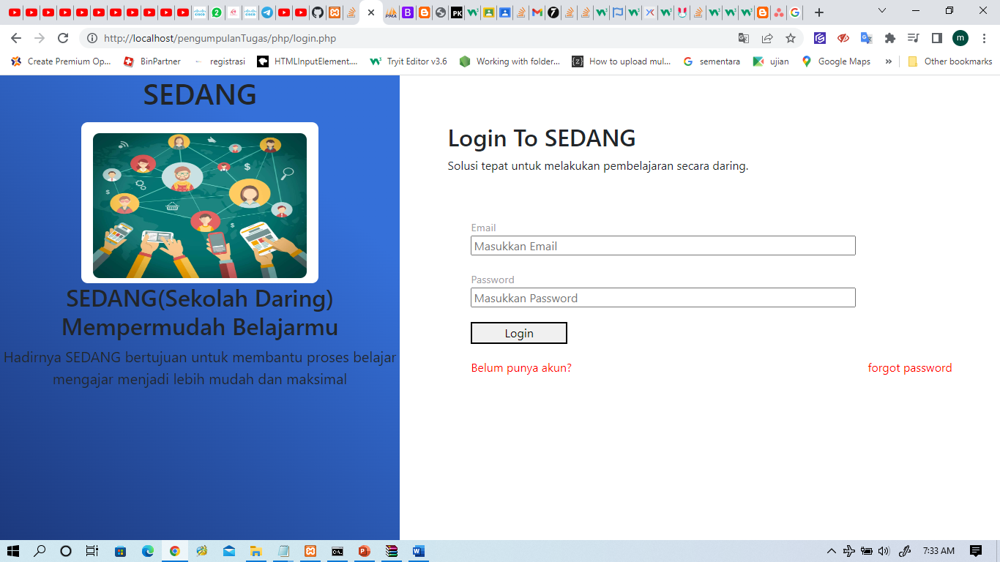 http://localhost/pengumpulanTugas/php/login.php
m
Create Premium Op...
BinPartner
registrasi
HTMLInputElement....
Tryit Editor v3.6
Working with folder...
How to upload mul...
sementara
ujian
Google Maps
»
Other bookmarks
SEDANG
SEDANG(Sekolah Daring)
Mempermudah Belajarmu
Hadirnya SEDANG bertujuan untuk membantu proses belajar
mengajar menjadi lebih mudah dan maksimal
Login To SEDANG
Solusi tepat untuk melakukan pembelajaran secara daring.
Email
Masukkan Email
Password
Masukkan Password
Login
Belum punya akun?
forgot password
7:33 AM